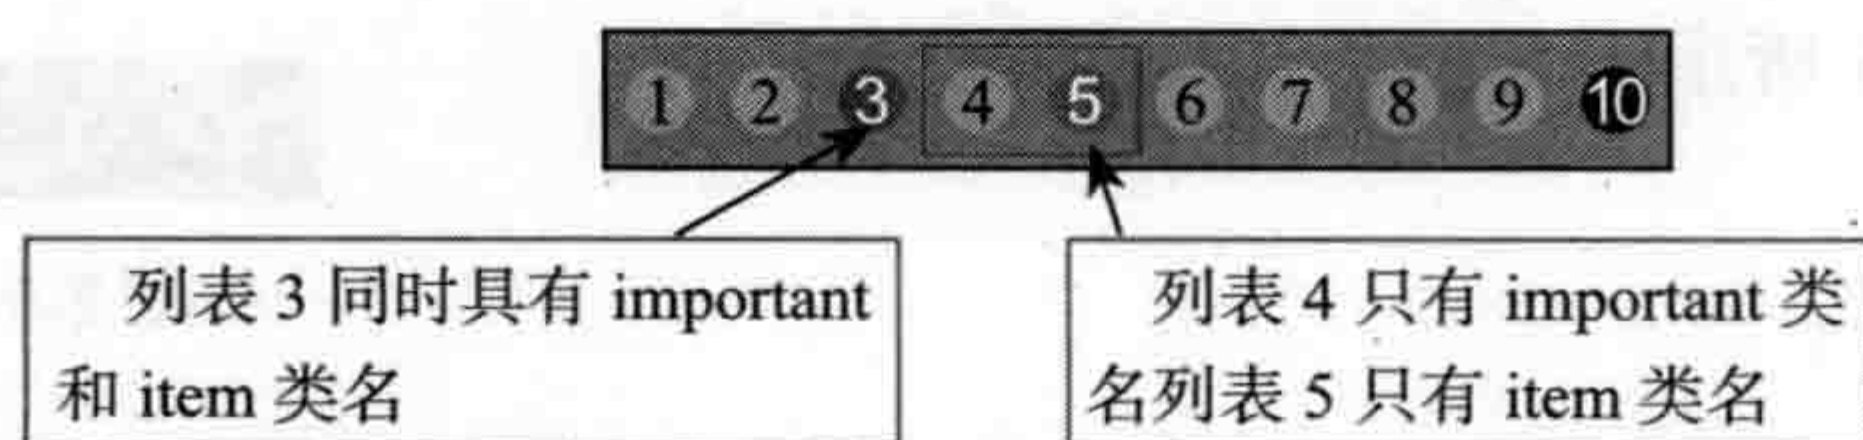 1 2 3 4 5 6 7 8 9 10
列表 3 同时具有 important
和 item 类名
列表 4 只有 important 类
名列表 5 只有 item 类名